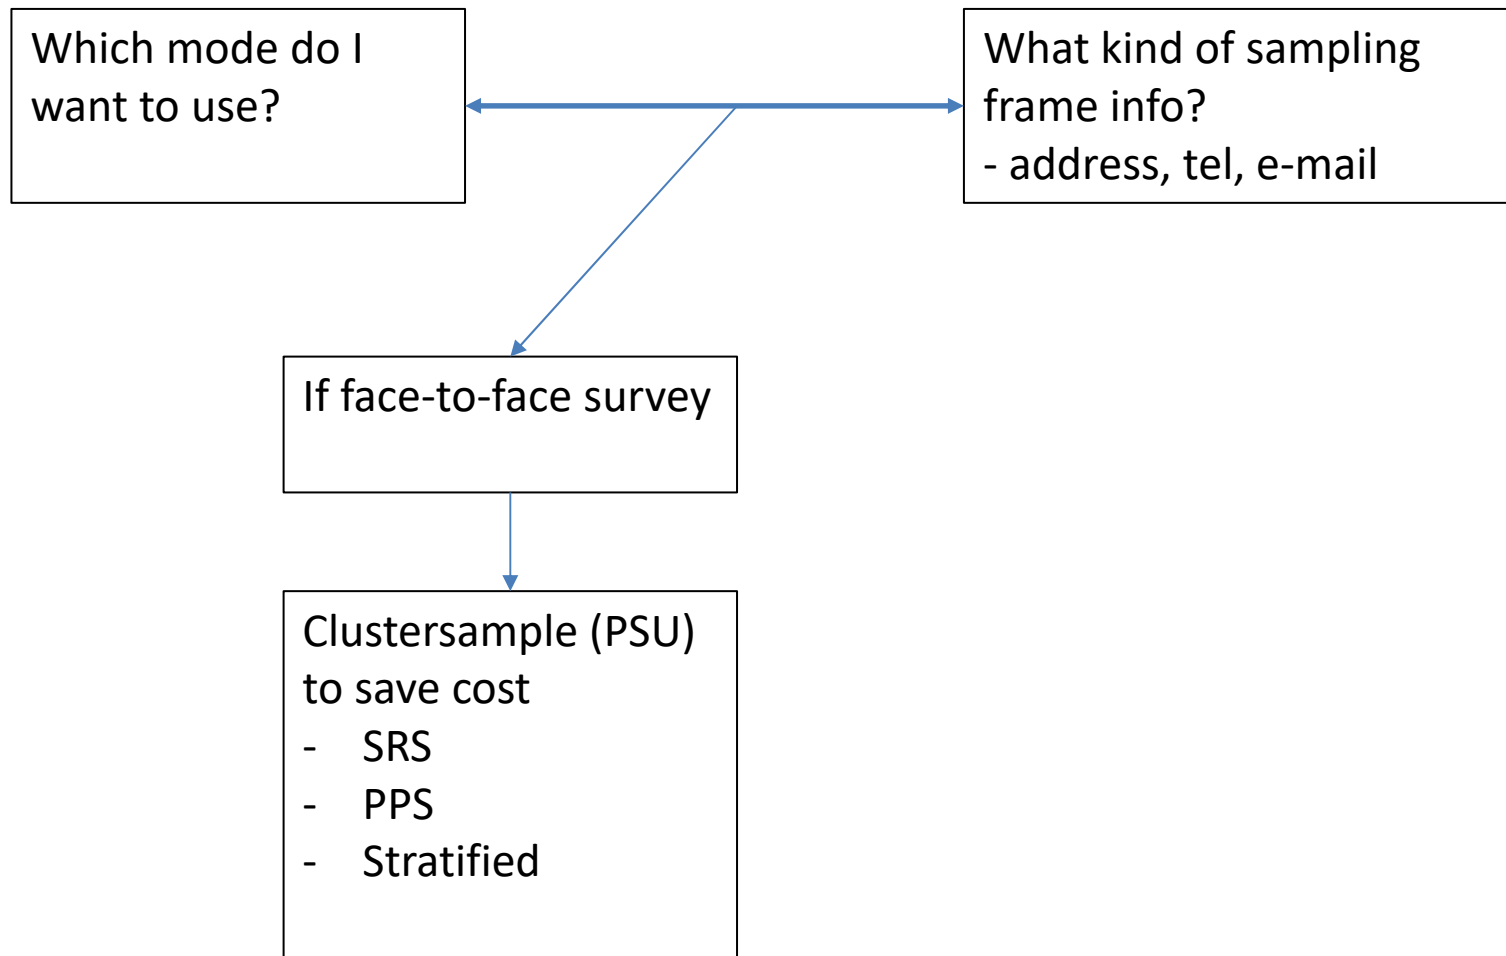 Which mode do I
want to use?
What kind of sampling
frame info?
- address, tel, e-mail
If face-to-face survey
Clustersample (PSU)
to save cost
- SRS
- PPS
- Stratified